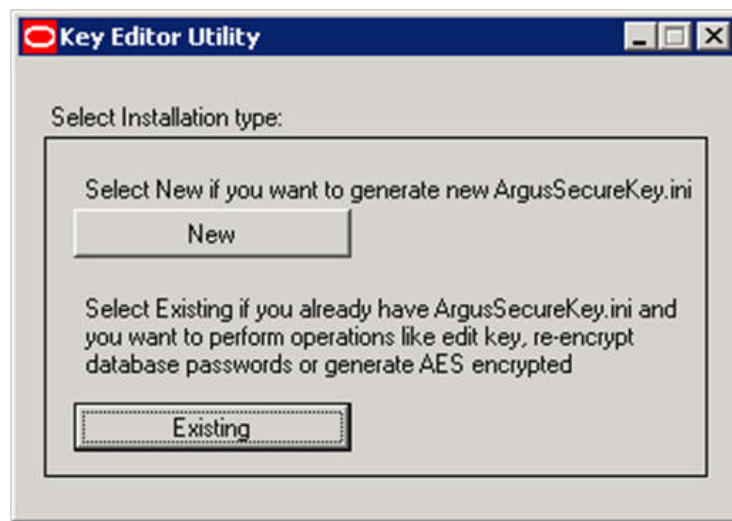 Key Editor Utility
Select Installation type:
Select New if you want to generate new ArgusSecureKey.ini
New
Select Existing if you already have ArgusSecureKey.ini and
you want to perform operations like edit key, re-encrypt
database passwords or generate AES encrypted
Existing